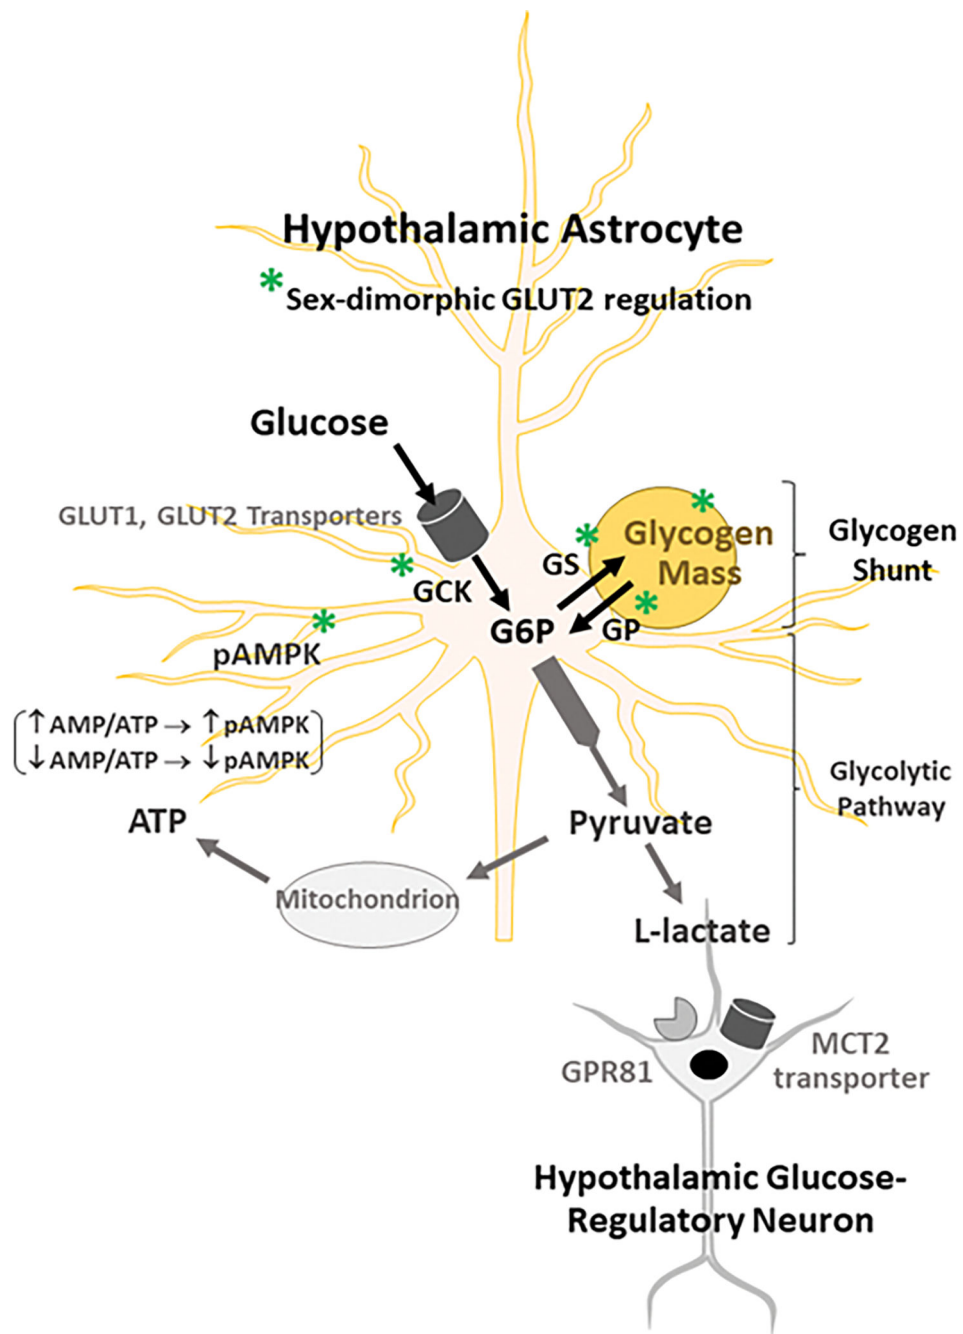 Hypothalamic Astrocyte
*Sex-dimorphic GLUT2 regulation
Glucose
GLUT1, GLUT2 Transporters
*
GCK
*
GS
*
Glycogen
Mass
*
GP
G6P
Glycogen
Shunt
*
pAMPK
↑AMP/ATP → ↑pAMPK
↓AMP/ATP → ↓pAMPK
ATP
Mitochondrion
Pyruvate
Glycolytic
Pathway
L-lactate
GPR81
MCT2
transporter
Hypothalamic Glucose-
Regulatory Neuron